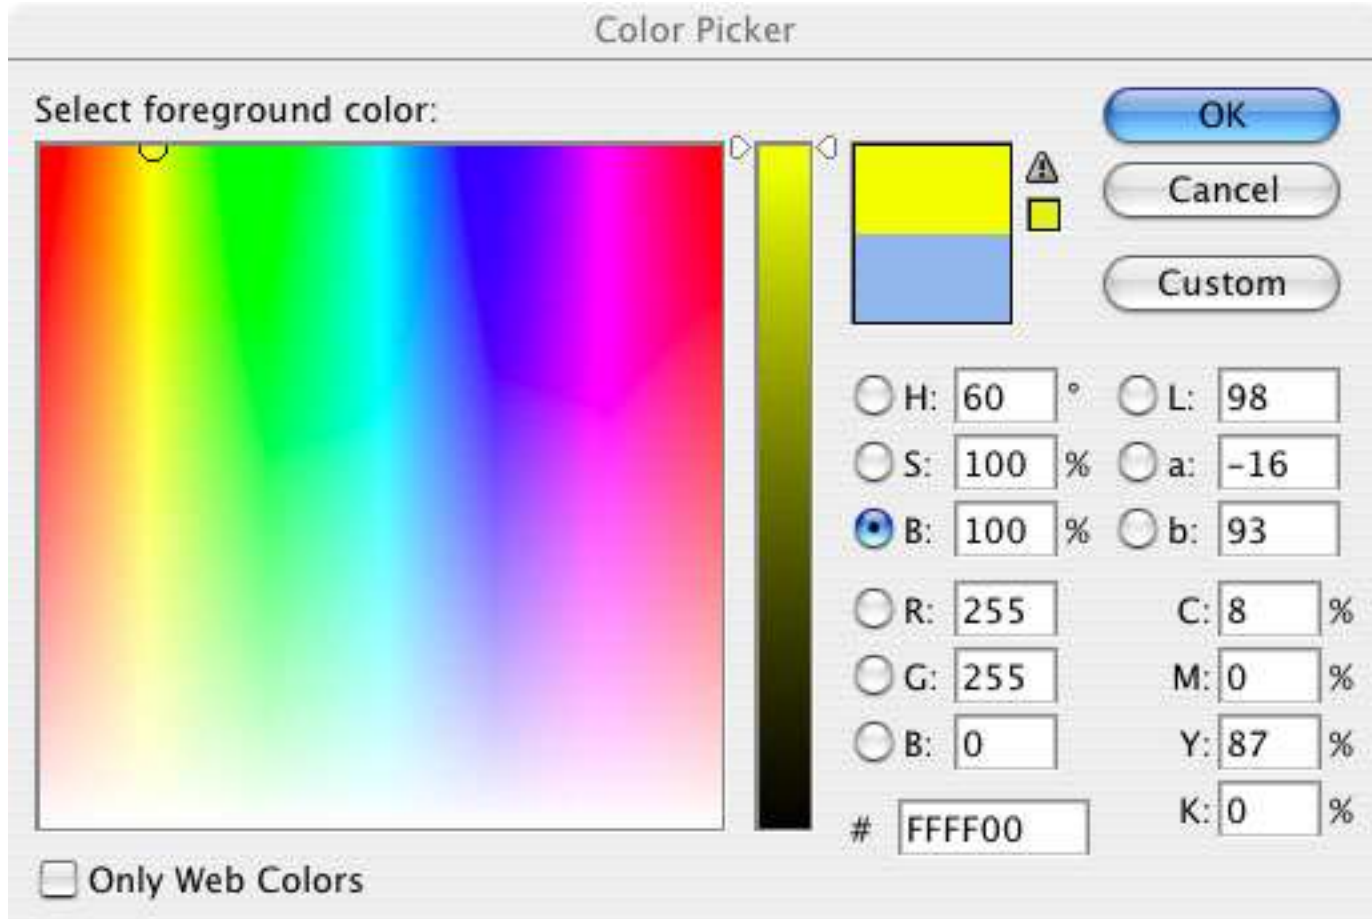 Color Picker
Select foreground color:
OK
Cancel
Custom
H: 60 °
L: 98
S: 100 %
a: -16
B: 100 %
b: 93
R: 255
C: 8 %
G: 255
M: 0 %
B: 0
Y: 87 %
# FFFF00
K: 0 %
Only Web Colors